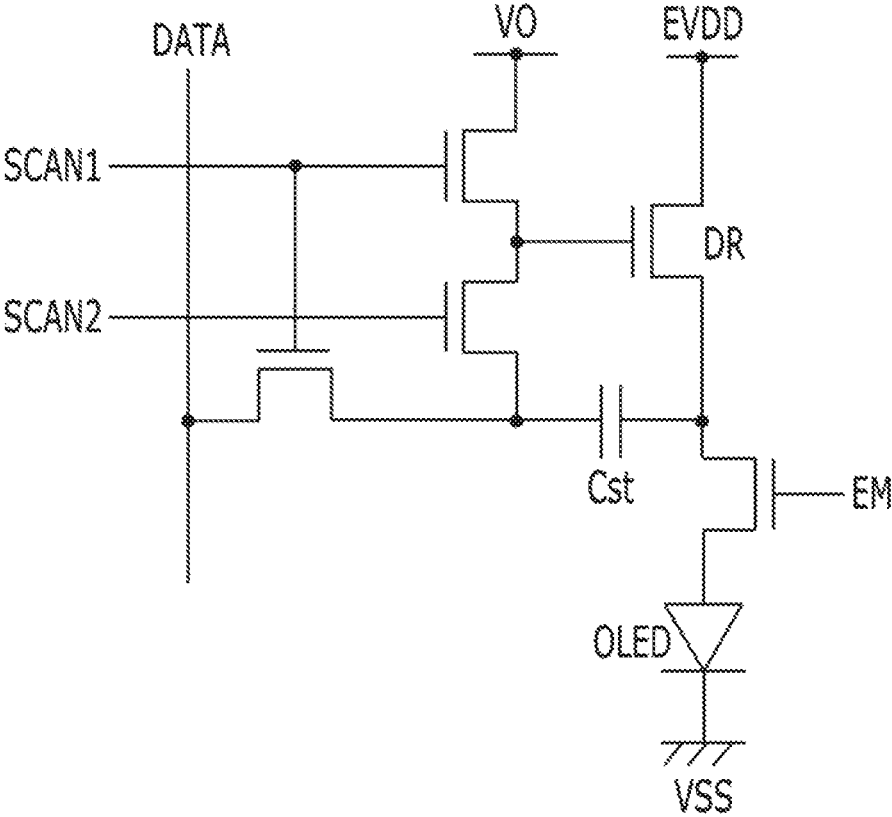 VO
EVDD
DATA
SCAN1
DR
SCAN2
Cst
EM
OLED
VSS